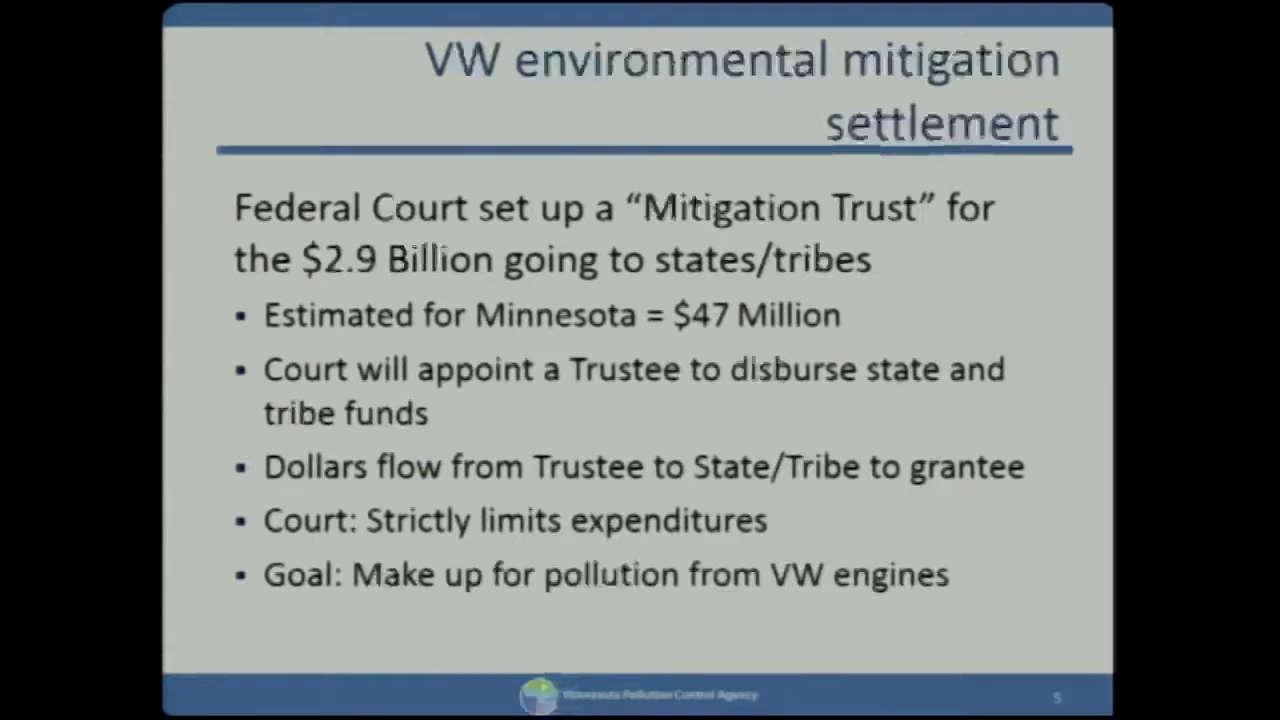 VW environmental mitigation
settlement
Federal Court set up a “Mitigation Trust” for
the $2.9 Billion going to states/tribes
▪ Estimated for Minnesota = $47 Million
▪ Court will appoint a Trustee to disburse state and
tribe funds
▪ Dollars flow from Trustee to State/Tribe to grantee
▪ Court: Strictly limits expenditures
▪ Goal: Make up for pollution from VW engines
Minnesota Pollution Control Agency
5